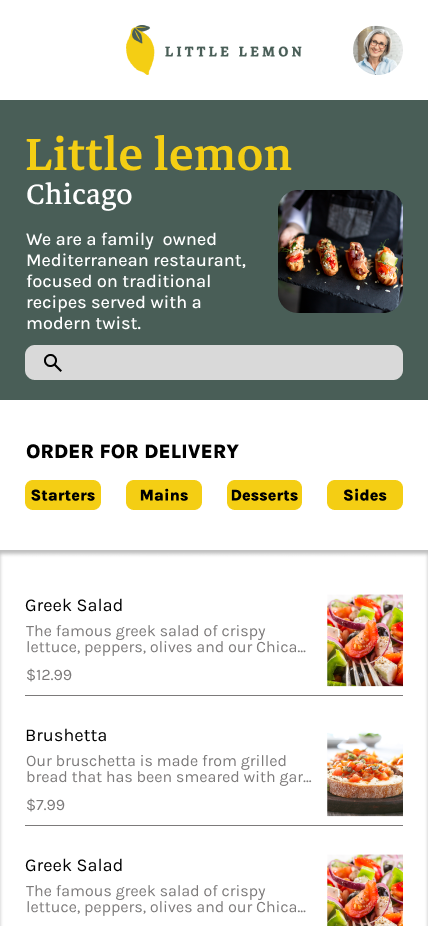 LITTLE LEMON
Little lemon
Chicago
We are a family owned
Mediterranean restaurant,
focused on traditional
recipes served with a
modern twist.
ORDER FOR DELIVERY
Starters
Mains
Desserts
Sides
Greek Salad
The famous greek salad of crispy
lettuce, peppers, olives and our Chica...
$12.99
Brushetta
Our bruschetta is made from grilled
bread that has been smeared with gar...
$7.99
Greek Salad
The famous greek salad of crispy
lettuce, peppers, olives and our Chica...